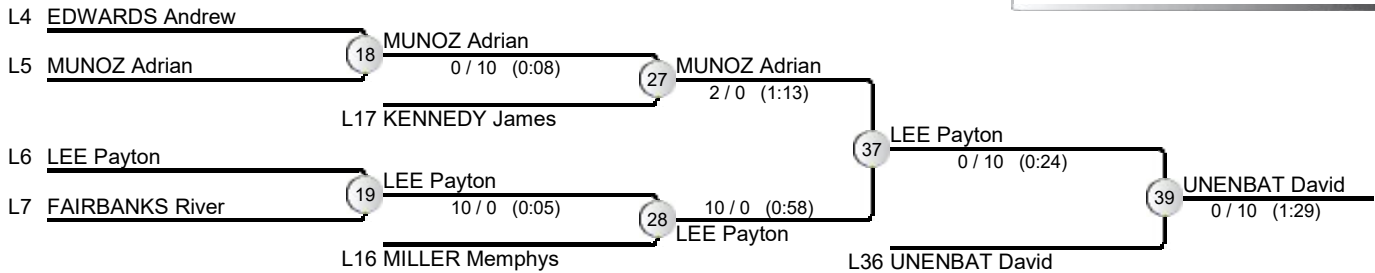 L4 EDWARDS Andrew
18 MUNOZ Adrian
0 / 10 (0:08)
L5 MUNOZ Adrian
27 MUNOZ Adrian
2 / 0 (1:13)
L17 KENNEDY James
37 LEE Payton
0 / 10 (0:24)
L6 LEE Payton
19 LEE Payton
10 / 0 (0:05)
L7 FAIRBANKS River
28 10 / 0 (0:58)
LEE Payton
39 UNENBAT David
0 / 10 (1:29)
L16 MILLER Memphys
L36 UNENBAT David